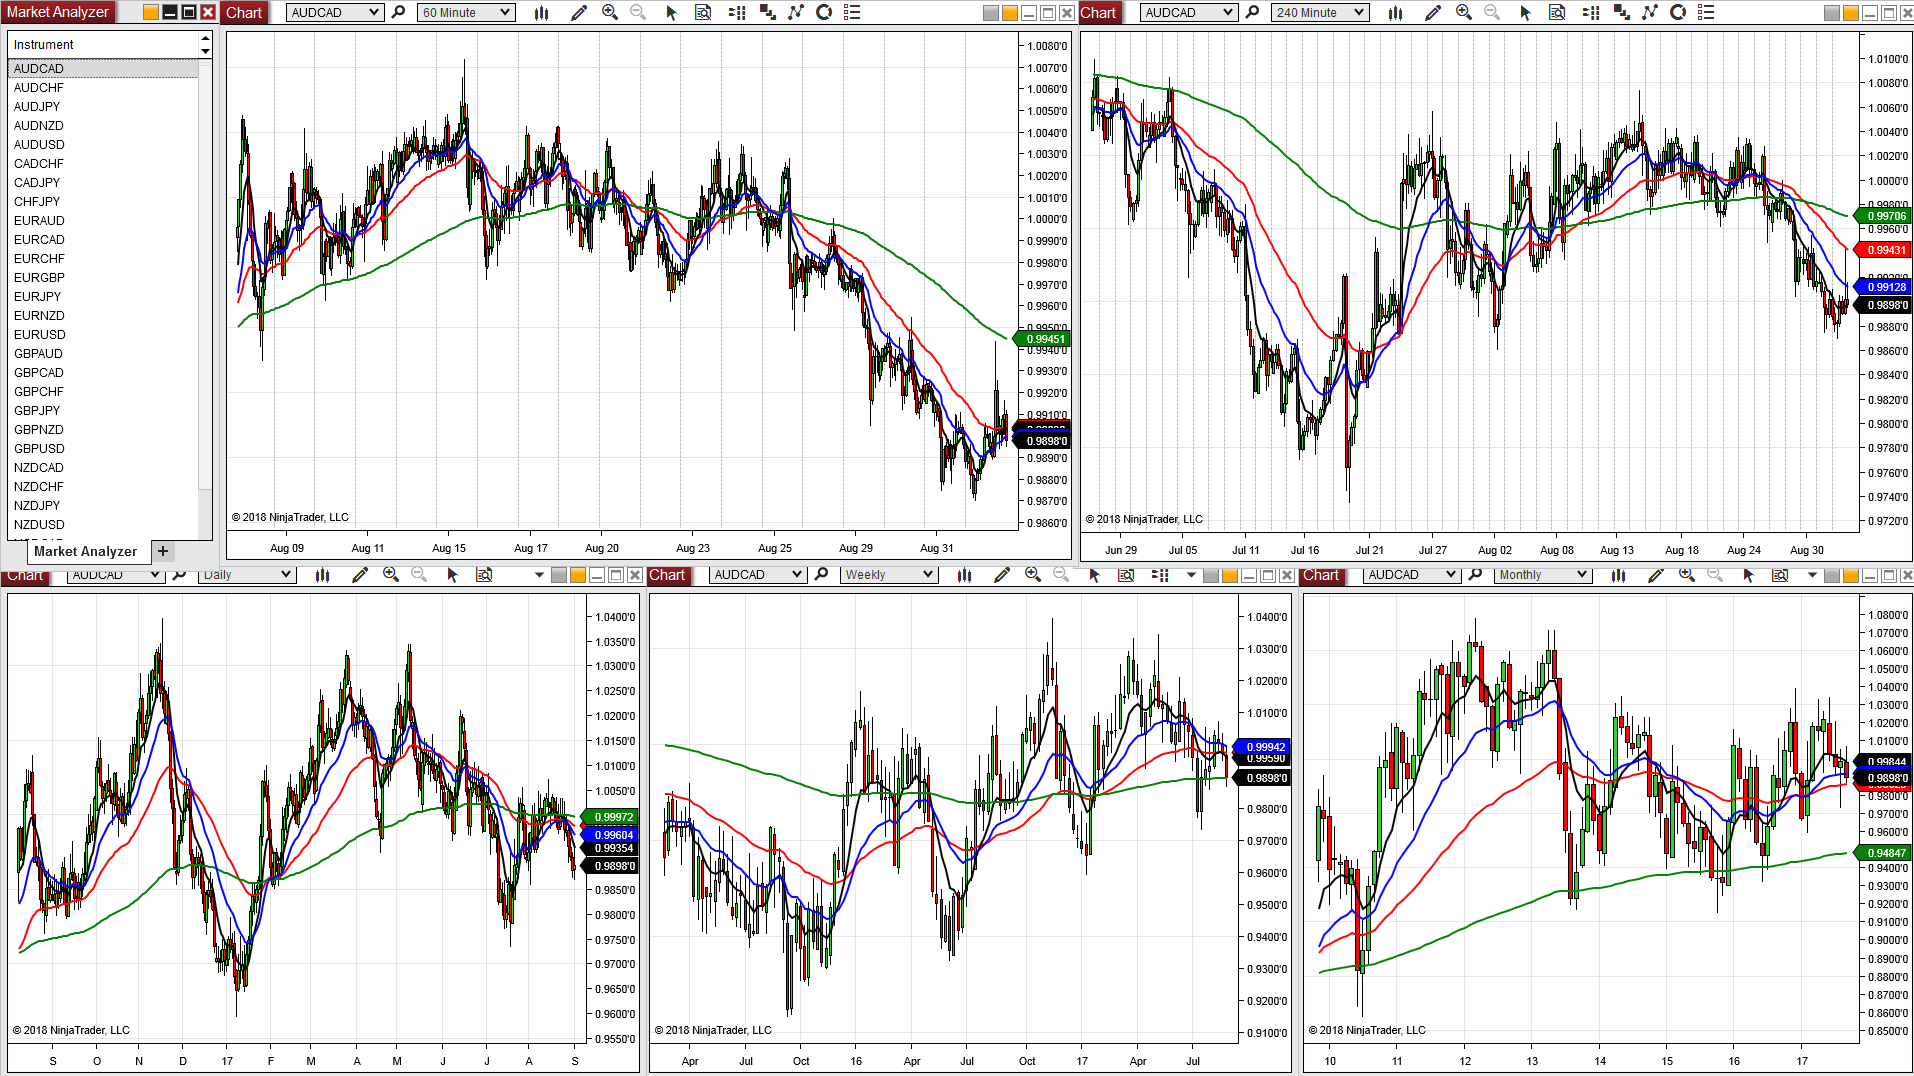 Market Analyzer
Instrument
AUDCAD
AUDCHF
AUDJPY
AUDNZD
AUDUSD
CADCHF
CADJPY
CHFJPY
EURAUD
EURCAD
EURCHF
EURGBP
EURJPY
EURNZD
EURUSD
GBPAUD
GBPCAD
GBPCHF
GBPJPY
GBPNZD
GBPUSD
NZDCAD
NZDCHF
NZDJPY
NZDUSD
Market Analyzer +
Chart AUDCAD 60 Minute
1.0080'0
1.0070'0
1.0060'0
1.0050'0
1.0040'0
1.0030'0
1.0020'0
1.0010'0
1.0000'0
0.9990'0
0.9980'0
0.9970'0
0.9960'0
0.9950'0
0.99451
0.9940'0
0.9930'0
0.9920'0
0.9910'0
0.9898'0
0.9890'0
0.9880'0
0.9870'0
0.9860'0
© 2018 NinjaTrader, LLC
Aug 09 Aug 11 Aug 15 Aug 17 Aug 20 Aug 23 Aug 25 Aug 29 Aug 31
Chart AUDCAD 240 Minute
1.0100'0
1.0080'0
1.0060'0
1.0040'0
1.0020'0
1.0000'0
0.9980'0
0.99706
0.9960'0
0.99431
0.99128
0.9898'0
0.9880'0
0.9860'0
0.9840'0
0.9820'0
0.9800'0
0.9780'0
0.9760'0
0.9740'0
0.9720'0
© 2018 NinjaTrader, LLC
Jun 29 Jul 05 Jul 11 Jul 16 Jul 21 Jul 27 Aug 02 Aug 08 Aug 13 Aug 18 Aug 24 Aug 30
Chart AUDCAD Daily
1.0400'0
1.0350'0
1.0300'0
1.0250'0
1.0200'0
1.0150'0
1.0100'0
1.0050'0
0.99972
0.99604
0.99354
0.9898'0
0.9850'0
0.9800'0
0.9750'0
0.9700'0
0.9650'0
0.9600'0
0.9550'0
© 2018 NinjaTrader, LLC
S O N D 17 F M A M J J A S
Chart AUDCAD Weekly
1.0400'0
1.0300'0
1.0200'0
1.0100'0
0.99942
0.99590
0.9898'0
0.9800'0
0.9700'0
0.9600'0
0.9500'0
0.9400'0
0.9300'0
0.9200'0
0.9100'0
© 2018 NinjaTrader, LLC
Apr Jul Oct 16 Apr Jul Oct 17 Apr Jul
Chart AUDCAD Monthly
1.0800'0
1.0700'0
1.0600'0
1.0500'0
1.0400'0
1.0300'0
1.0200'0
1.0100'0
0.99844
0.9898'0
0.9800'0
0.9700'0
0.9600'0
0.9500'0
0.94847
0.9400'0
0.9300'0
0.9200'0
0.9100'0
0.9000'0
0.8900'0
0.8800'0
0.8700'0
0.8600'0
0.8500'0
© 2018 NinjaTrader, LLC
10 11 12 13 14 15 16 17